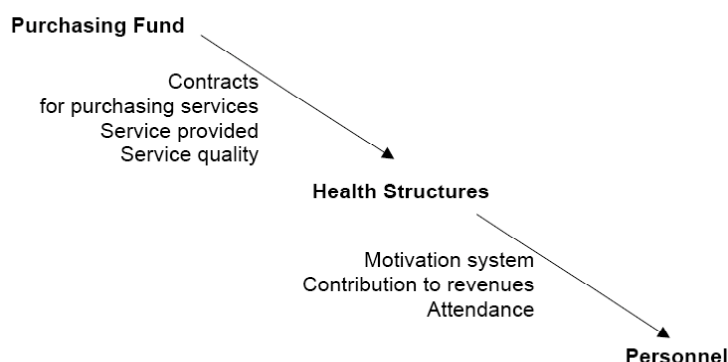 Purchasing Fund
Contracts
for purchasing services
Service provided
Service quality
Health Structures
Motivation system
Contribution to revenues
Attendance
Personnel